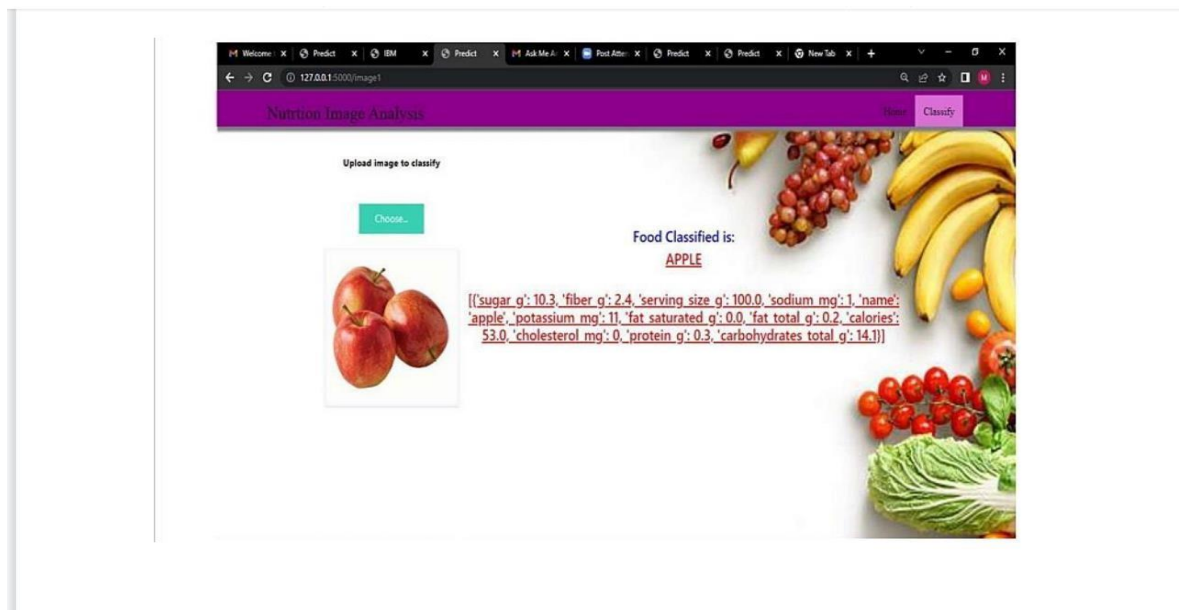 Welcome
Predict
IBM
Predict
Ask Me A
Post Atten
Predict
Predict
New Tab
127.0.0.1:5000/image1
M
Nutrtion Image Analysis
Home
Classify
Upload image to classify
Choose...
Food Classified is:
APPLE
[{'sugar_g': 10.3, 'fiber_g': 2.4, 'serving_size_g': 100.0, 'sodium_mg': 1, 'name':
'apple', 'potassium_mg': 11, 'fat_saturated_g': 0.0, 'fat_total_g': 0.2, 'calories':
53.0, 'cholesterol_mg': 0, 'protein_g': 0.3, 'carbohydrates_total_g': 14.1}]